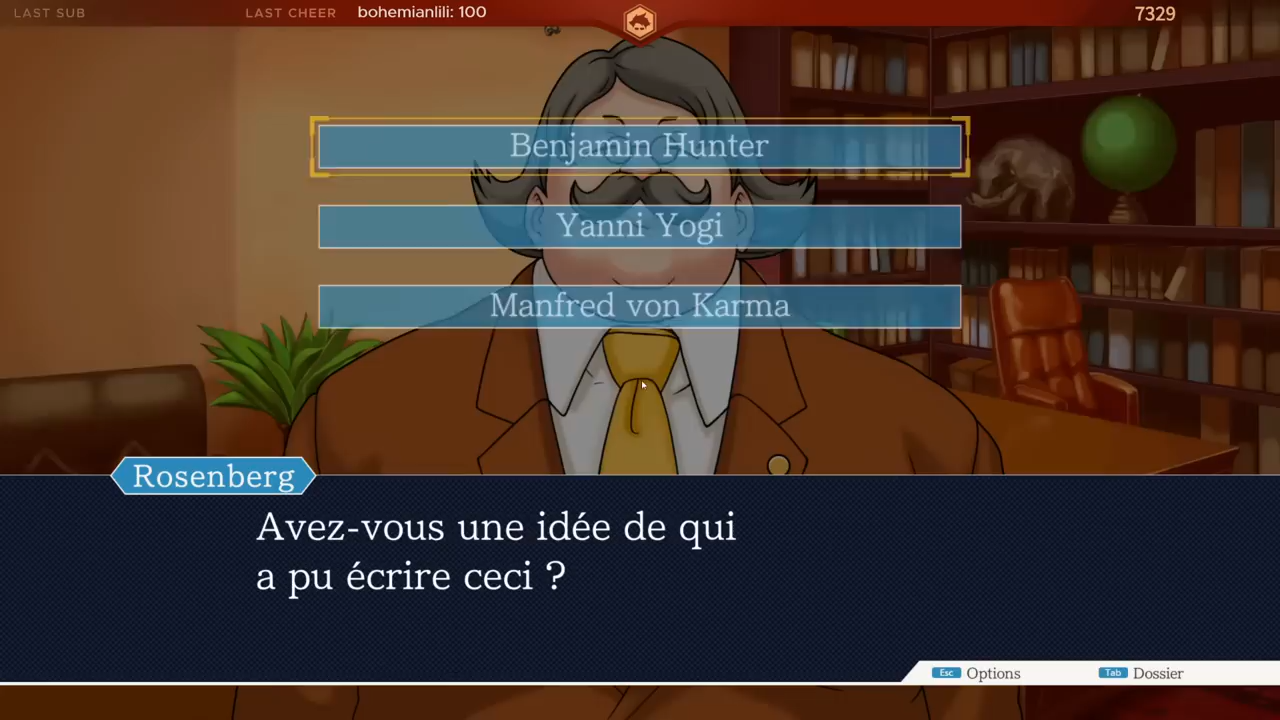 LAST SUB
LAST CHEER bohemianlili: 100
7329
Benjamin Hunter
Yanni Yogi
Manfred von Karma
Rosenberg
Avez-vous une idée de qui
a pu écrire ceci ?
Esc Options
Tab Dossier